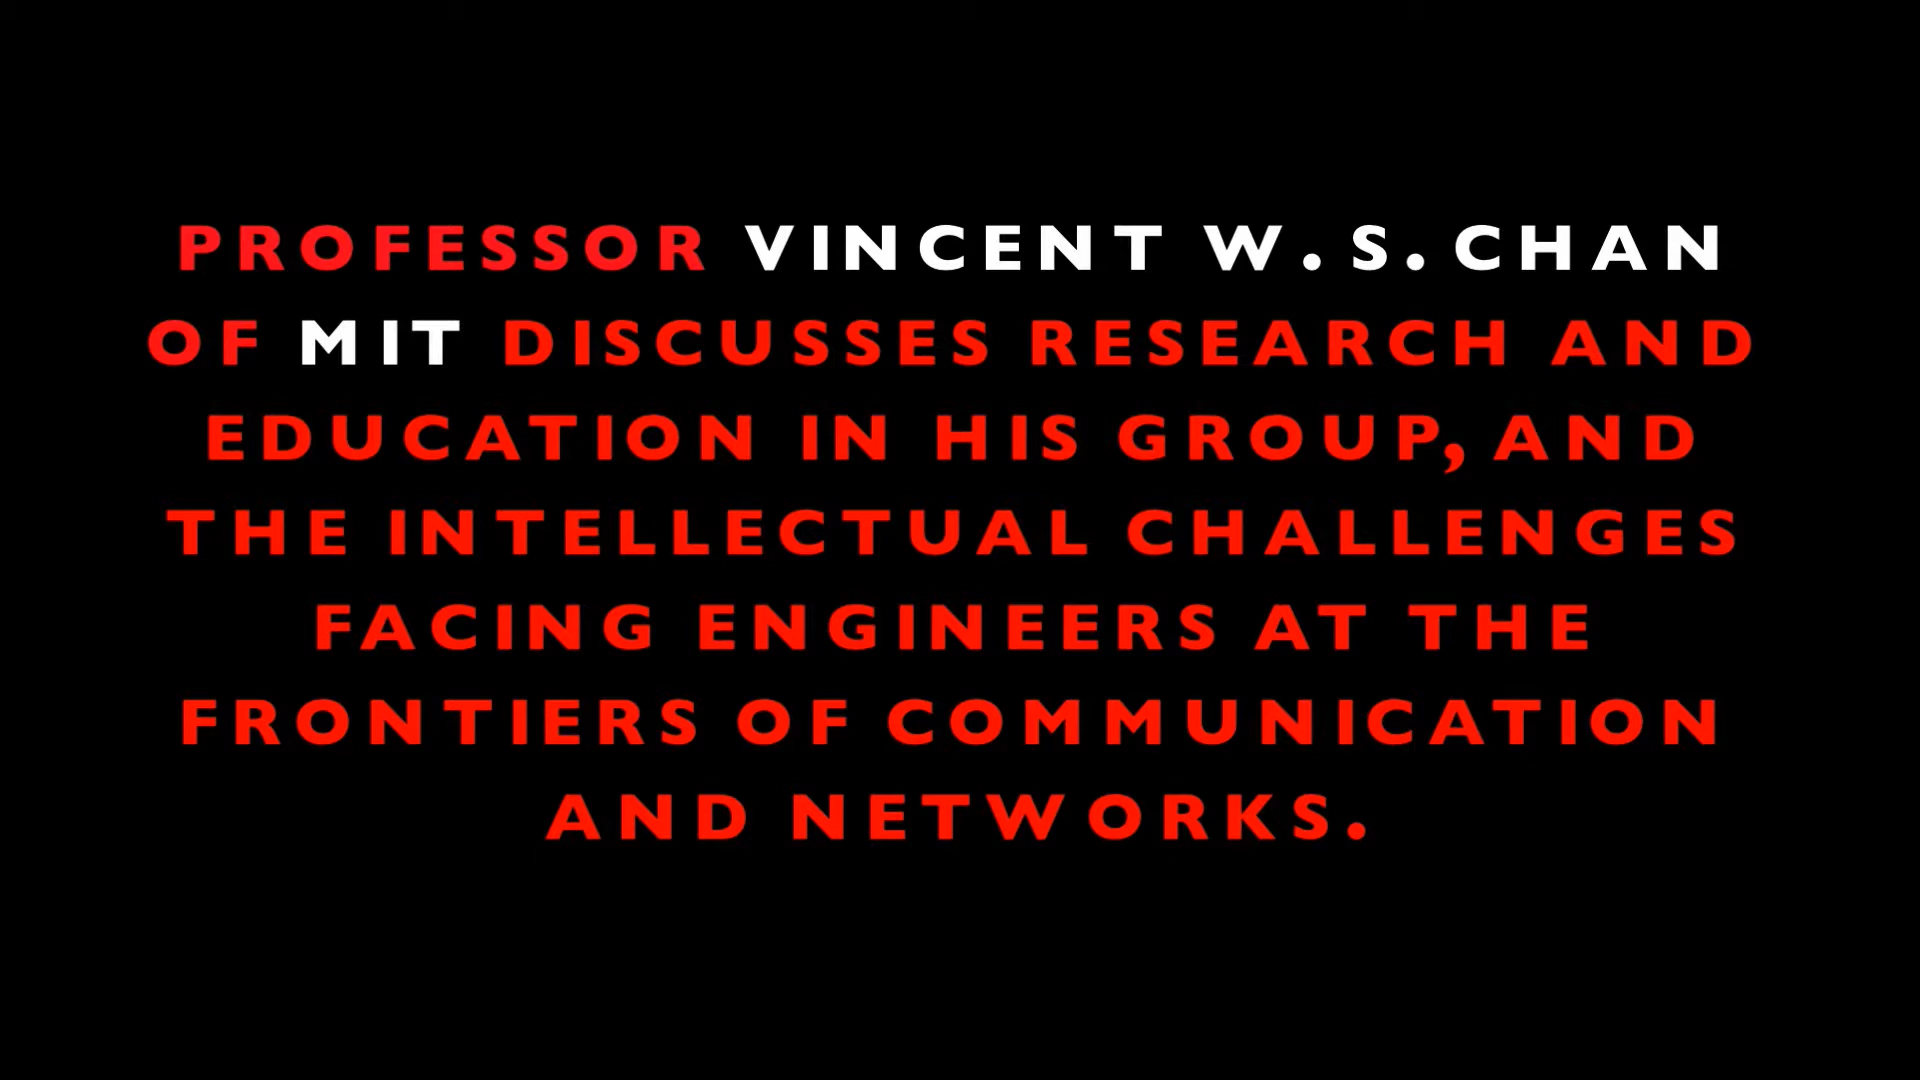 PROFESSOR VINCENT W.S.CHAN
OF MIT DISCUSSES RESEARCH AND
EDUCATION IN HIS GROUP, AND
THE INTELLECTUAL CHALLENGES
FACING ENGINEERS AT THE
FRONTIERS OF COMMUNICATION
AND NETWORKS.